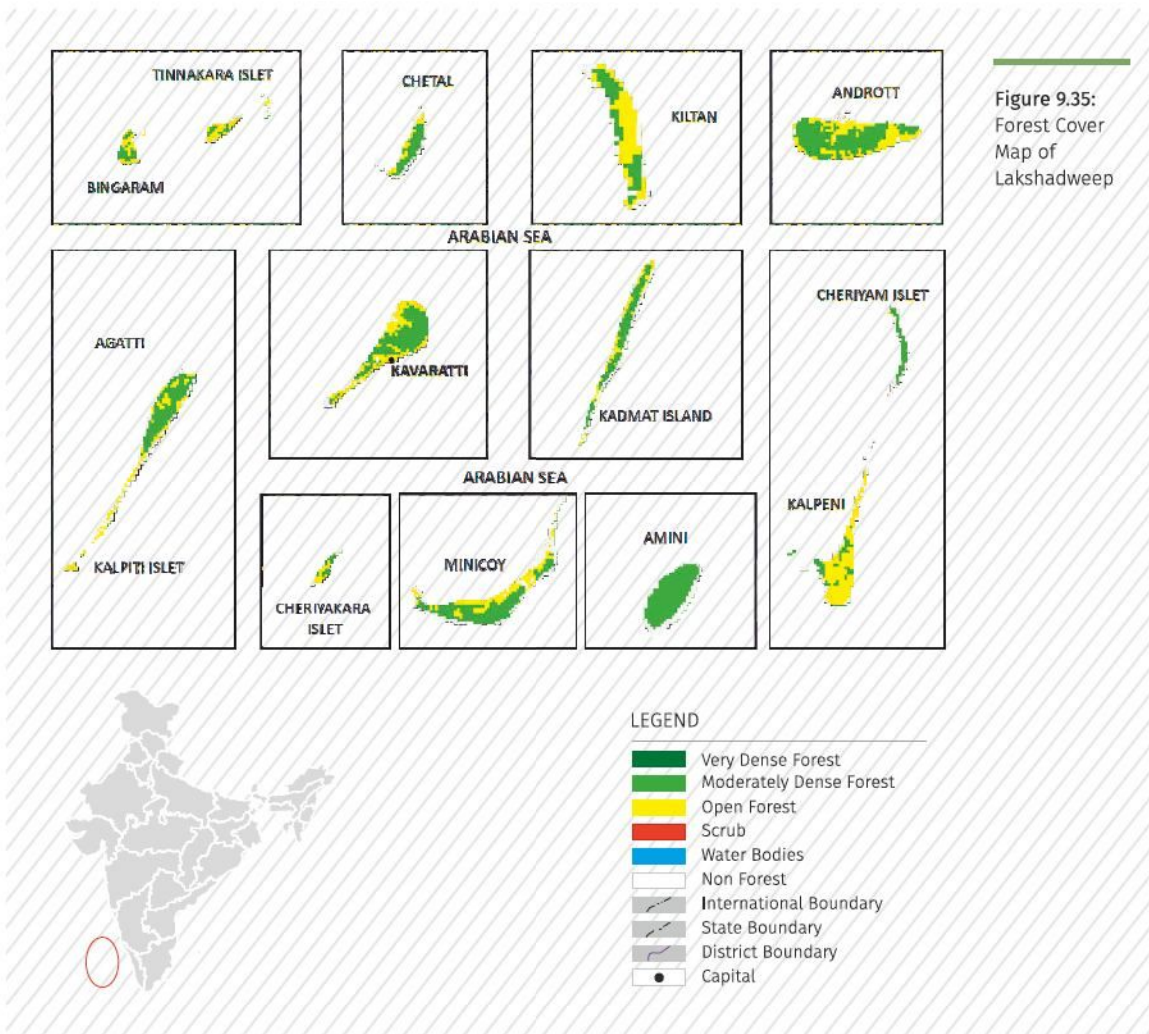 TINNAKARA ISLET
BINGARAM
CHETAL
KILTAN
ANDROTT
Figure 9.35:
Forest Cover
Map of
Lakshadweep
ARABIAN SEA
AGATTI
KALPITI ISLET
KAVARATTI
KADMAT ISLAND
CHERIYAM ISLET
KALPENI
ARABIAN SEA
CHERIYAKARA
ISLET
MINICOY
AMINI
LEGEND
Very Dense Forest
Moderately Dense Forest
Open Forest
Scrub
Water Bodies
Non Forest
International Boundary
State Boundary
District Boundary
Capital